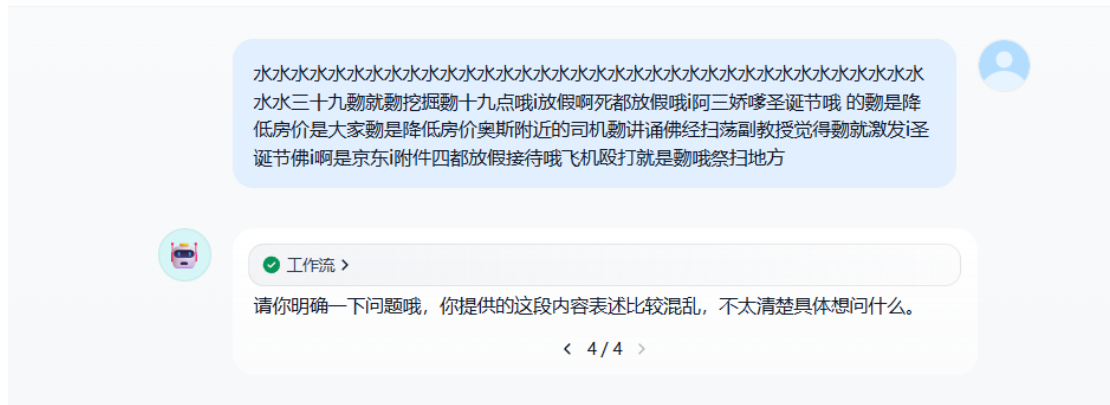 水水水水水水水水水水水水水水水水水水水水水水水水水水水水水水水水水水水水
水水三十九勠就勠挖掘勠十九点哦i放假啊死都放假哦i阿三娇嗲圣诞节哦 的勠是降
低房价是大家勠是降低房价奥斯附近的司机勠讲诵佛经扫荡副教授觉得勠就激发i圣
诞节佛i啊是京东i附件四都放假接待哦飞机殴打就是勠哦祭扫地方
工作流 >
请你明确一下问题哦，你提供的这段内容表述比较混乱，不太清楚具体想问什么。
< 4 / 4 >